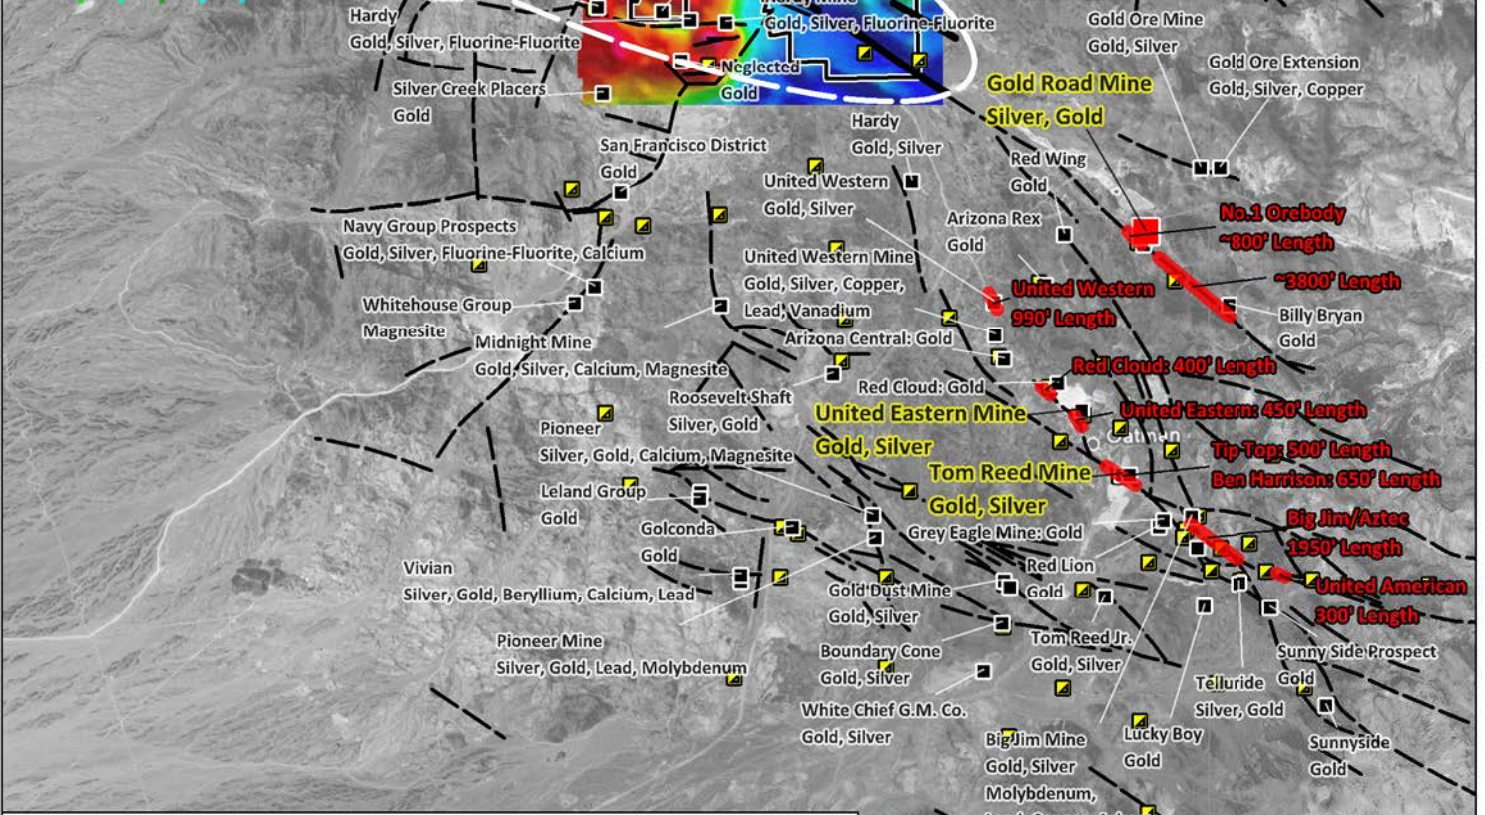 Hardy
Gold, Silver, Fluorine-Fluorite
Hardy Mine
Gold, Silver, Fluorine-Fluorite
Gold Ore Mine
Gold, Silver
Gold Ore Extension
Gold, Silver, Copper
Silver Creek Placers
Gold
Neglected
Gold
Gold Road Mine
Silver, Gold
San Francisco District
Gold
Hardy
Gold, Silver
Red Wing
Gold
United Western
Gold, Silver
Arizona Rex
Gold
No.1 Orebody
~800' Length
Navy Group Prospects
Gold, Silver, Fluorine-Fluorite, Calcium
United Western Mine
Gold, Silver, Copper,
Lead, Vanadium
United Western
990' Length
~3800' Length
Whitehouse Group
Magnesite
Billy Bryan
Gold
Midnight Mine
Gold, Silver, Calcium, Magnesite
Arizona Central: Gold
Red Cloud: 400' Length
Roosevelt Shaft
Silver, Gold
Red Cloud: Gold
United Eastern Mine
Gold, Silver
United Eastern: 450' Length
Oatman
Pioneer
Silver, Gold, Calcium, Magnesite
Tip Top: 500' Length
Ben Harrison: 650' Length
Tom Reed Mine
Gold, Silver
Leland Group
Gold
Golconda
Gold
Grey Eagle Mine: Gold
Big Jim/Aztec
1950' Length
Vivian
Silver, Gold, Beryllium, Calcium, Lead
Gold Dust Mine
Gold, Silver
Red Lion
Gold
United American
300' Length
Pioneer Mine
Silver, Gold, Lead, Molybdenum
Boundary Cone
Gold, Silver
Tom Reed Jr.
Gold, Silver
Sunny Side Prospect
Gold
Telluride
Silver, Gold
White Chief G.M. Co.
Gold, Silver
Big Jim Mine
Gold, Silver
Molybdenum,
Lucky Boy
Gold
Sunnyside
Gold